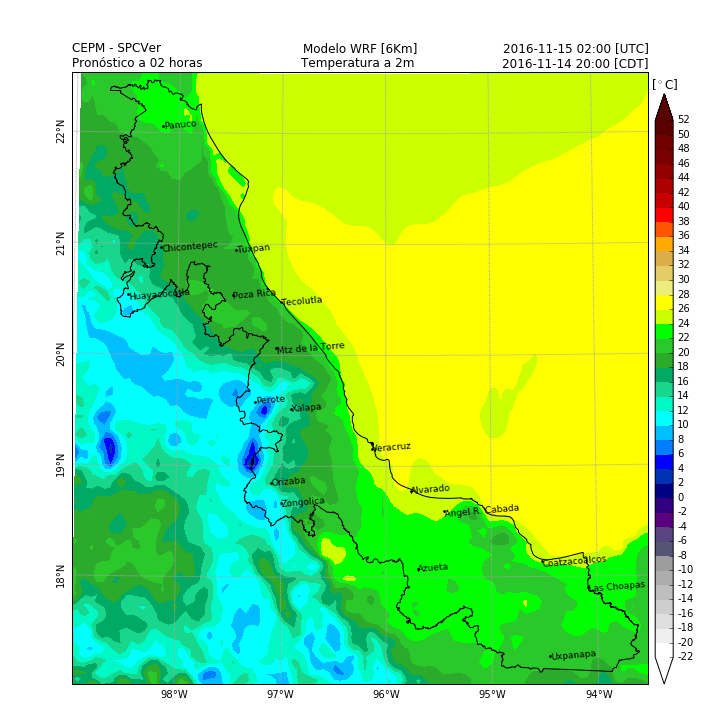 CEPM - SPCVer Modelo WRF [6Km] 2016-11-15 02:00 [UTC]
Pronóstico a 02 horas Temperatura a 2m 2016-11-14 20:00 [CDT]
[°C]
52
50
48
46
44
42
40
38
36
34
32
30
28
26
24
22
20
18
16
14
12
10
8
6
4
2
0
-2
-4
-6
-8
-10
-12
-14
-16
-18
-20
-22
22°N
21°N
20°N
19°N
18°N
Panuco
Chicontepec
Tuxpan
Huayacocotla
Poza Rica
Tecolutla
Mtz de la Torre
Perote
Xalapa
Veracruz
Orizaba
Alvarado
Zongolica
Angel R. Cabada
Azueta
Coatzacoalcos
Las Choapas
Uxpanapa
98°W 97°W 96°W 95°W 94°W